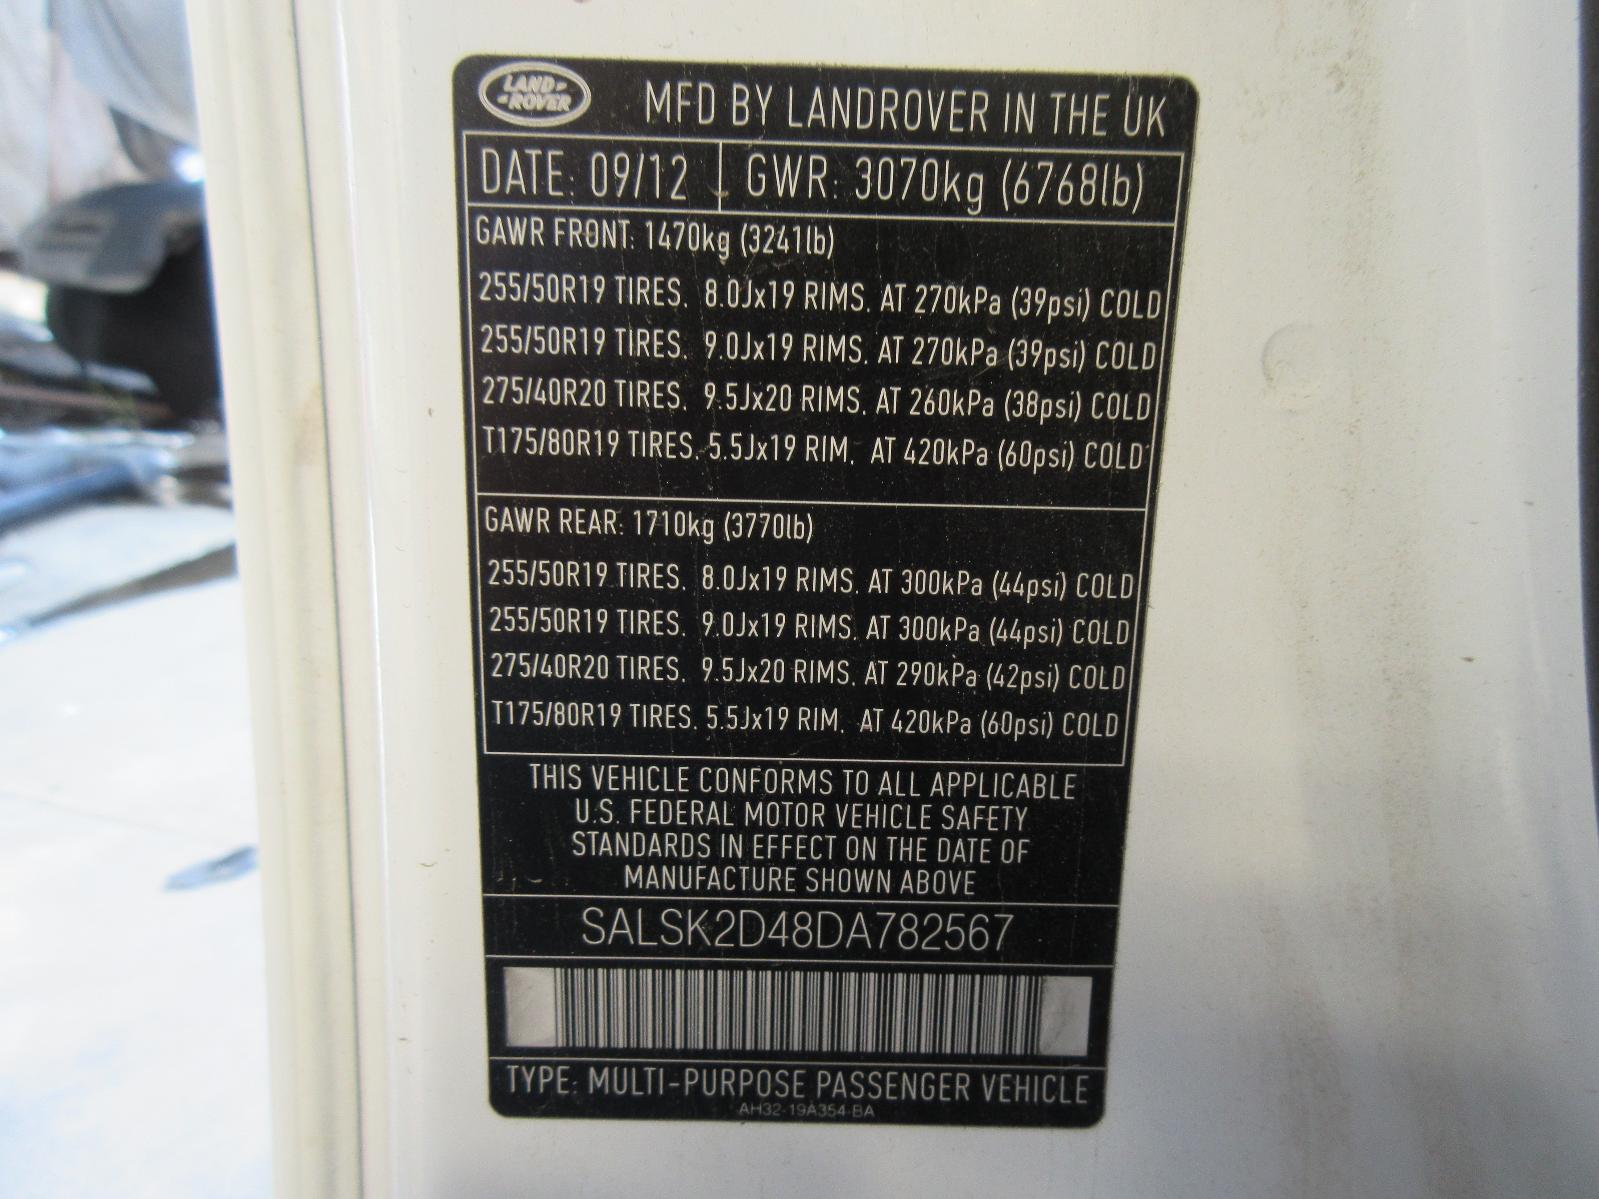 LAND-
-ROVER
MFD BY LANDROVER IN THE UK
DATE: 09/12 GWR: 3070kg (6768lb)
GAWR FRONT: 1470kg (3241lb)
255/50R19 TIRES, 8.0Jx19 RIMS, AT 270kPa (39psi) COLD
255/50R19 TIRES, 9.0Jx19 RIMS, AT 270kPa (39psi) COLD
275/40R20 TIRES, 9.5Jx20 RIMS, AT 260kPa (38psi) COLD
T175/80R19 TIRES, 5.5Jx19 RIM, AT 420kPa (60psi) COLD
GAWR REAR: 1710kg (3770lb)
255/50R19 TIRES, 8.0Jx19 RIMS, AT 300kPa (44psi) COLD
255/50R19 TIRES, 9.0Jx19 RIMS, AT 300kPa (44psi) COLD
275/40R20 TIRES, 9.5Jx20 RIMS, AT 290kPa (42psi) COLD
T175/80R19 TIRES, 5.5Jx19 RIM, AT 420kPa (60psi) COLD
THIS VEHICLE CONFORMS TO ALL APPLICABLE
U.S. FEDERAL MOTOR VEHICLE SAFETY
STANDARDS IN EFFECT ON THE DATE OF
MANUFACTURE SHOWN ABOVE
SALSK2D48DA782567
TYPE: MULTI-PURPOSE PASSENGER VEHICLE
AH32-19A354-BA